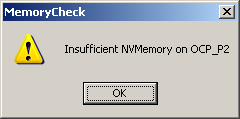 MemoryCheck
Insufficient NVMemory on OCP_P2
OK